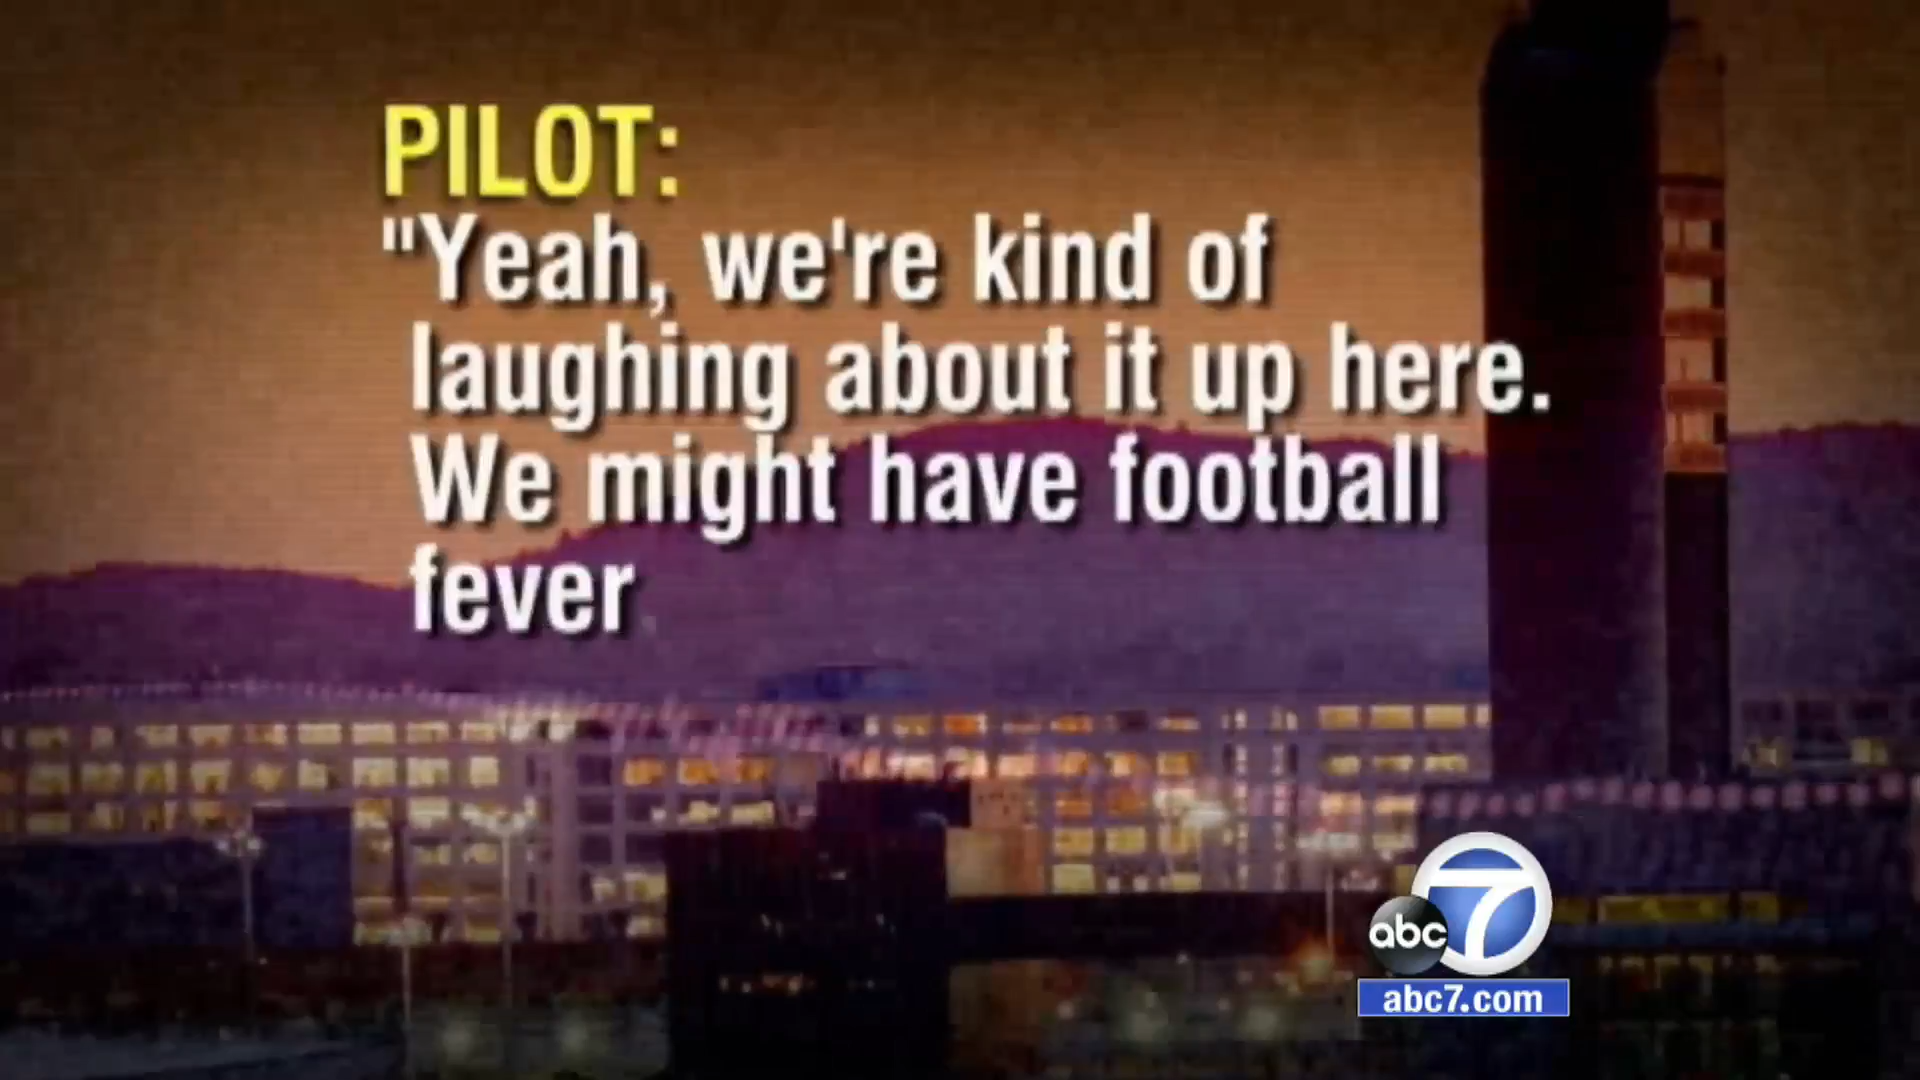 PILOT:
"Yeah, we're kind of
laughing about it up here.
We might have football
fever
abc 7
abc7.com